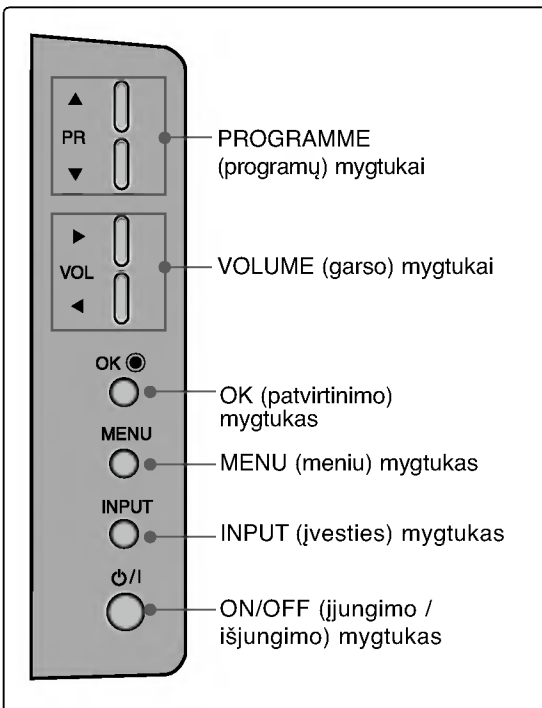 PR
PROGRAMME
(programų) mygtukai
VOL
VOLUME (garso) mygtukai
OK
OK (patvirtinimo)
mygtukas
MENU
MENU (meniu) mygtukas
INPUT
INPUT (įvesties) mygtukas
/I
ON/OFF (įjungimo /
išjungimo) mygtukas